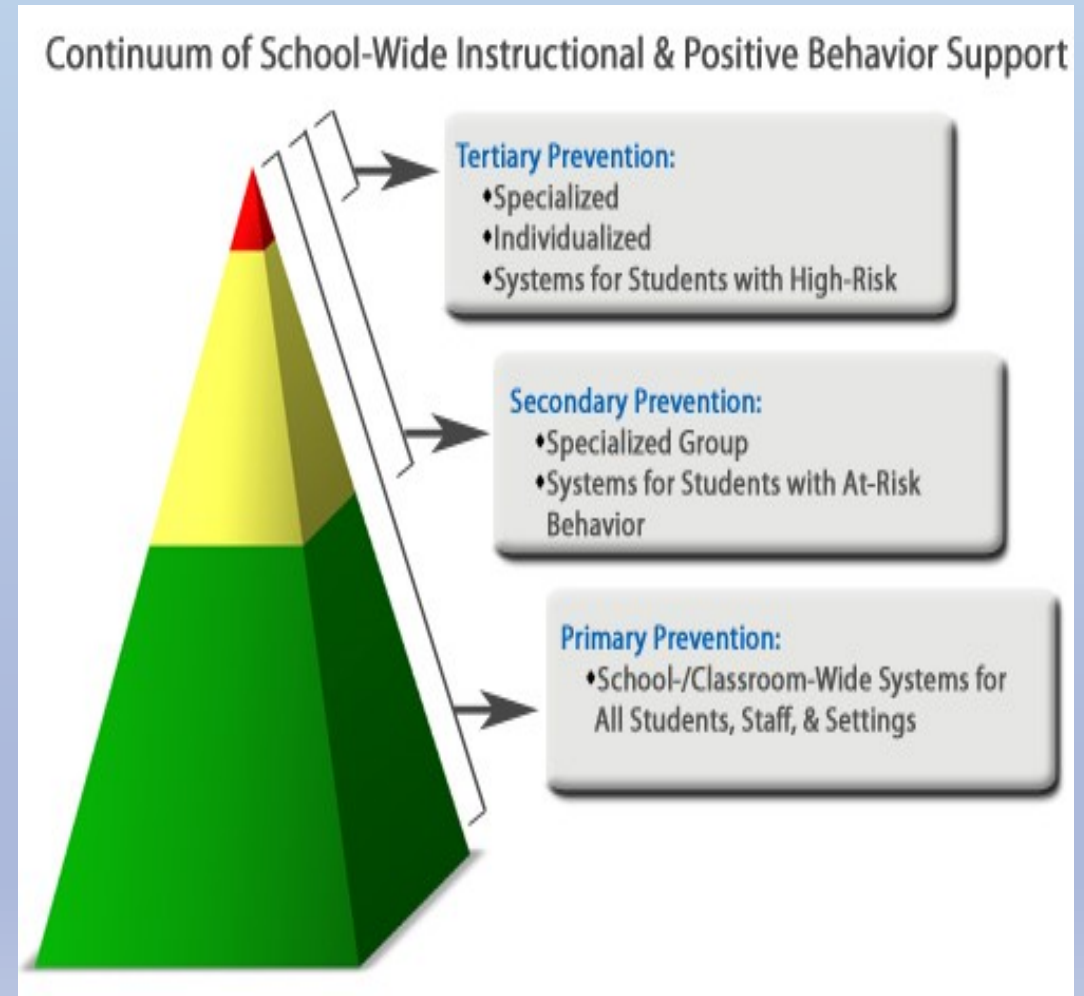 Continuum of School-Wide Instructional & Positive Behavior Support
Tertiary Prevention:
•Specialized
•Individualized
•Systems for Students with High-Risk
Secondary Prevention:
•Specialized Group
•Systems for Students with At-Risk
Behavior
Primary Prevention:
•School-/Classroom-Wide Systems for
All Students, Staff, & Settings